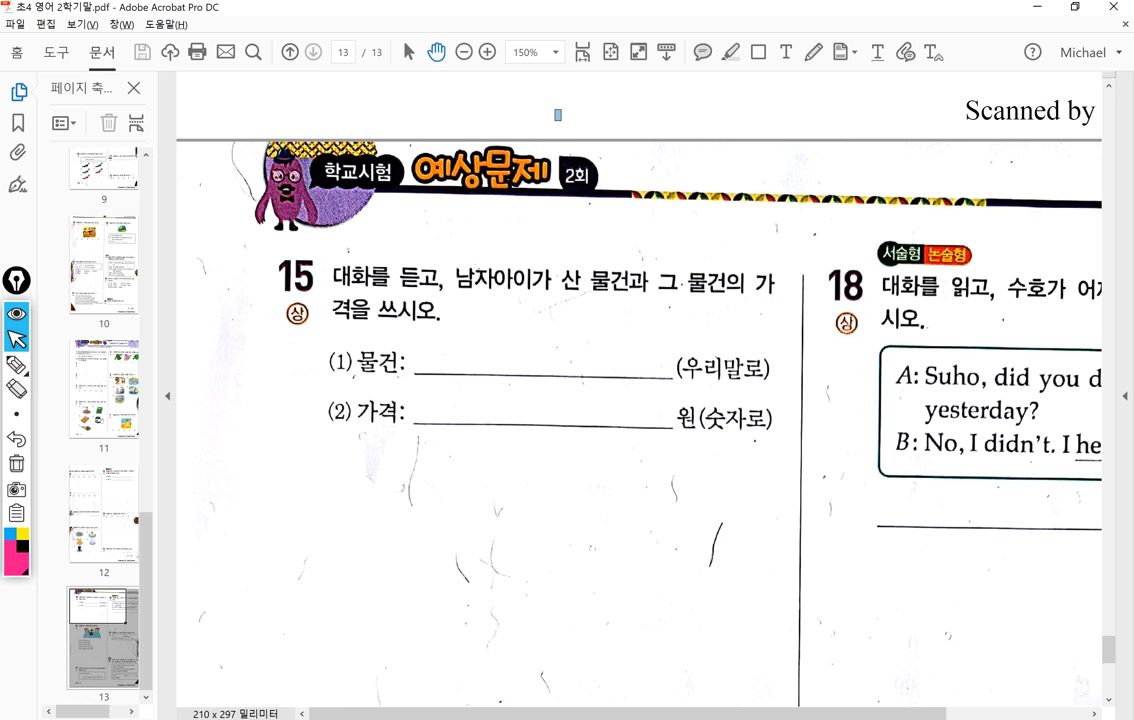 초4 영어 2학기말.pdf - Adobe Acrobat Pro DC
파일 편집 보기(V) 창(W) 도움말(H)
홈 도구 문서 13 / 13 150% Michael
페이지 축...
9
10
11
12
13
Scanned by
학교시험 예상문제 2회
15 대화를 듣고, 남자아이가 산 물건과 그 물건의 가
상 격을 쓰시오.
(1) 물건: (우리말로)
(2) 가격: 원(숫자로)
서술형 논술형
18 대화를 읽고, 수호가 어
상 시오.
A: Suho, did you d
yesterday?
B: No, I didn't. I he
210 x 297 밀리미터